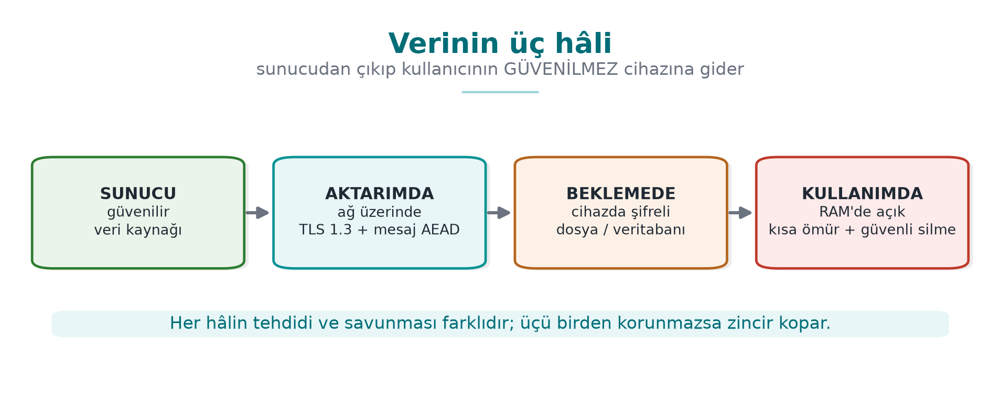 Verinin üç hâli
sunucudan çıkıp kullanıcının GÜVENİLMEZ cihazına gider
SUNUCU
güvenilir
veri kaynağı
AKTARIMDA
ağ üzerinde
TLS 1.3 + mesaj AEAD
BEKLEMEDE
cihazda şifreli
dosya / veritabanı
KULLANIMDA
RAM'de açık
kısa ömür + güvenli silme
Her hâlin tehdidi ve savunması farklıdır; üçü birden korunmazsa zincir kopar.